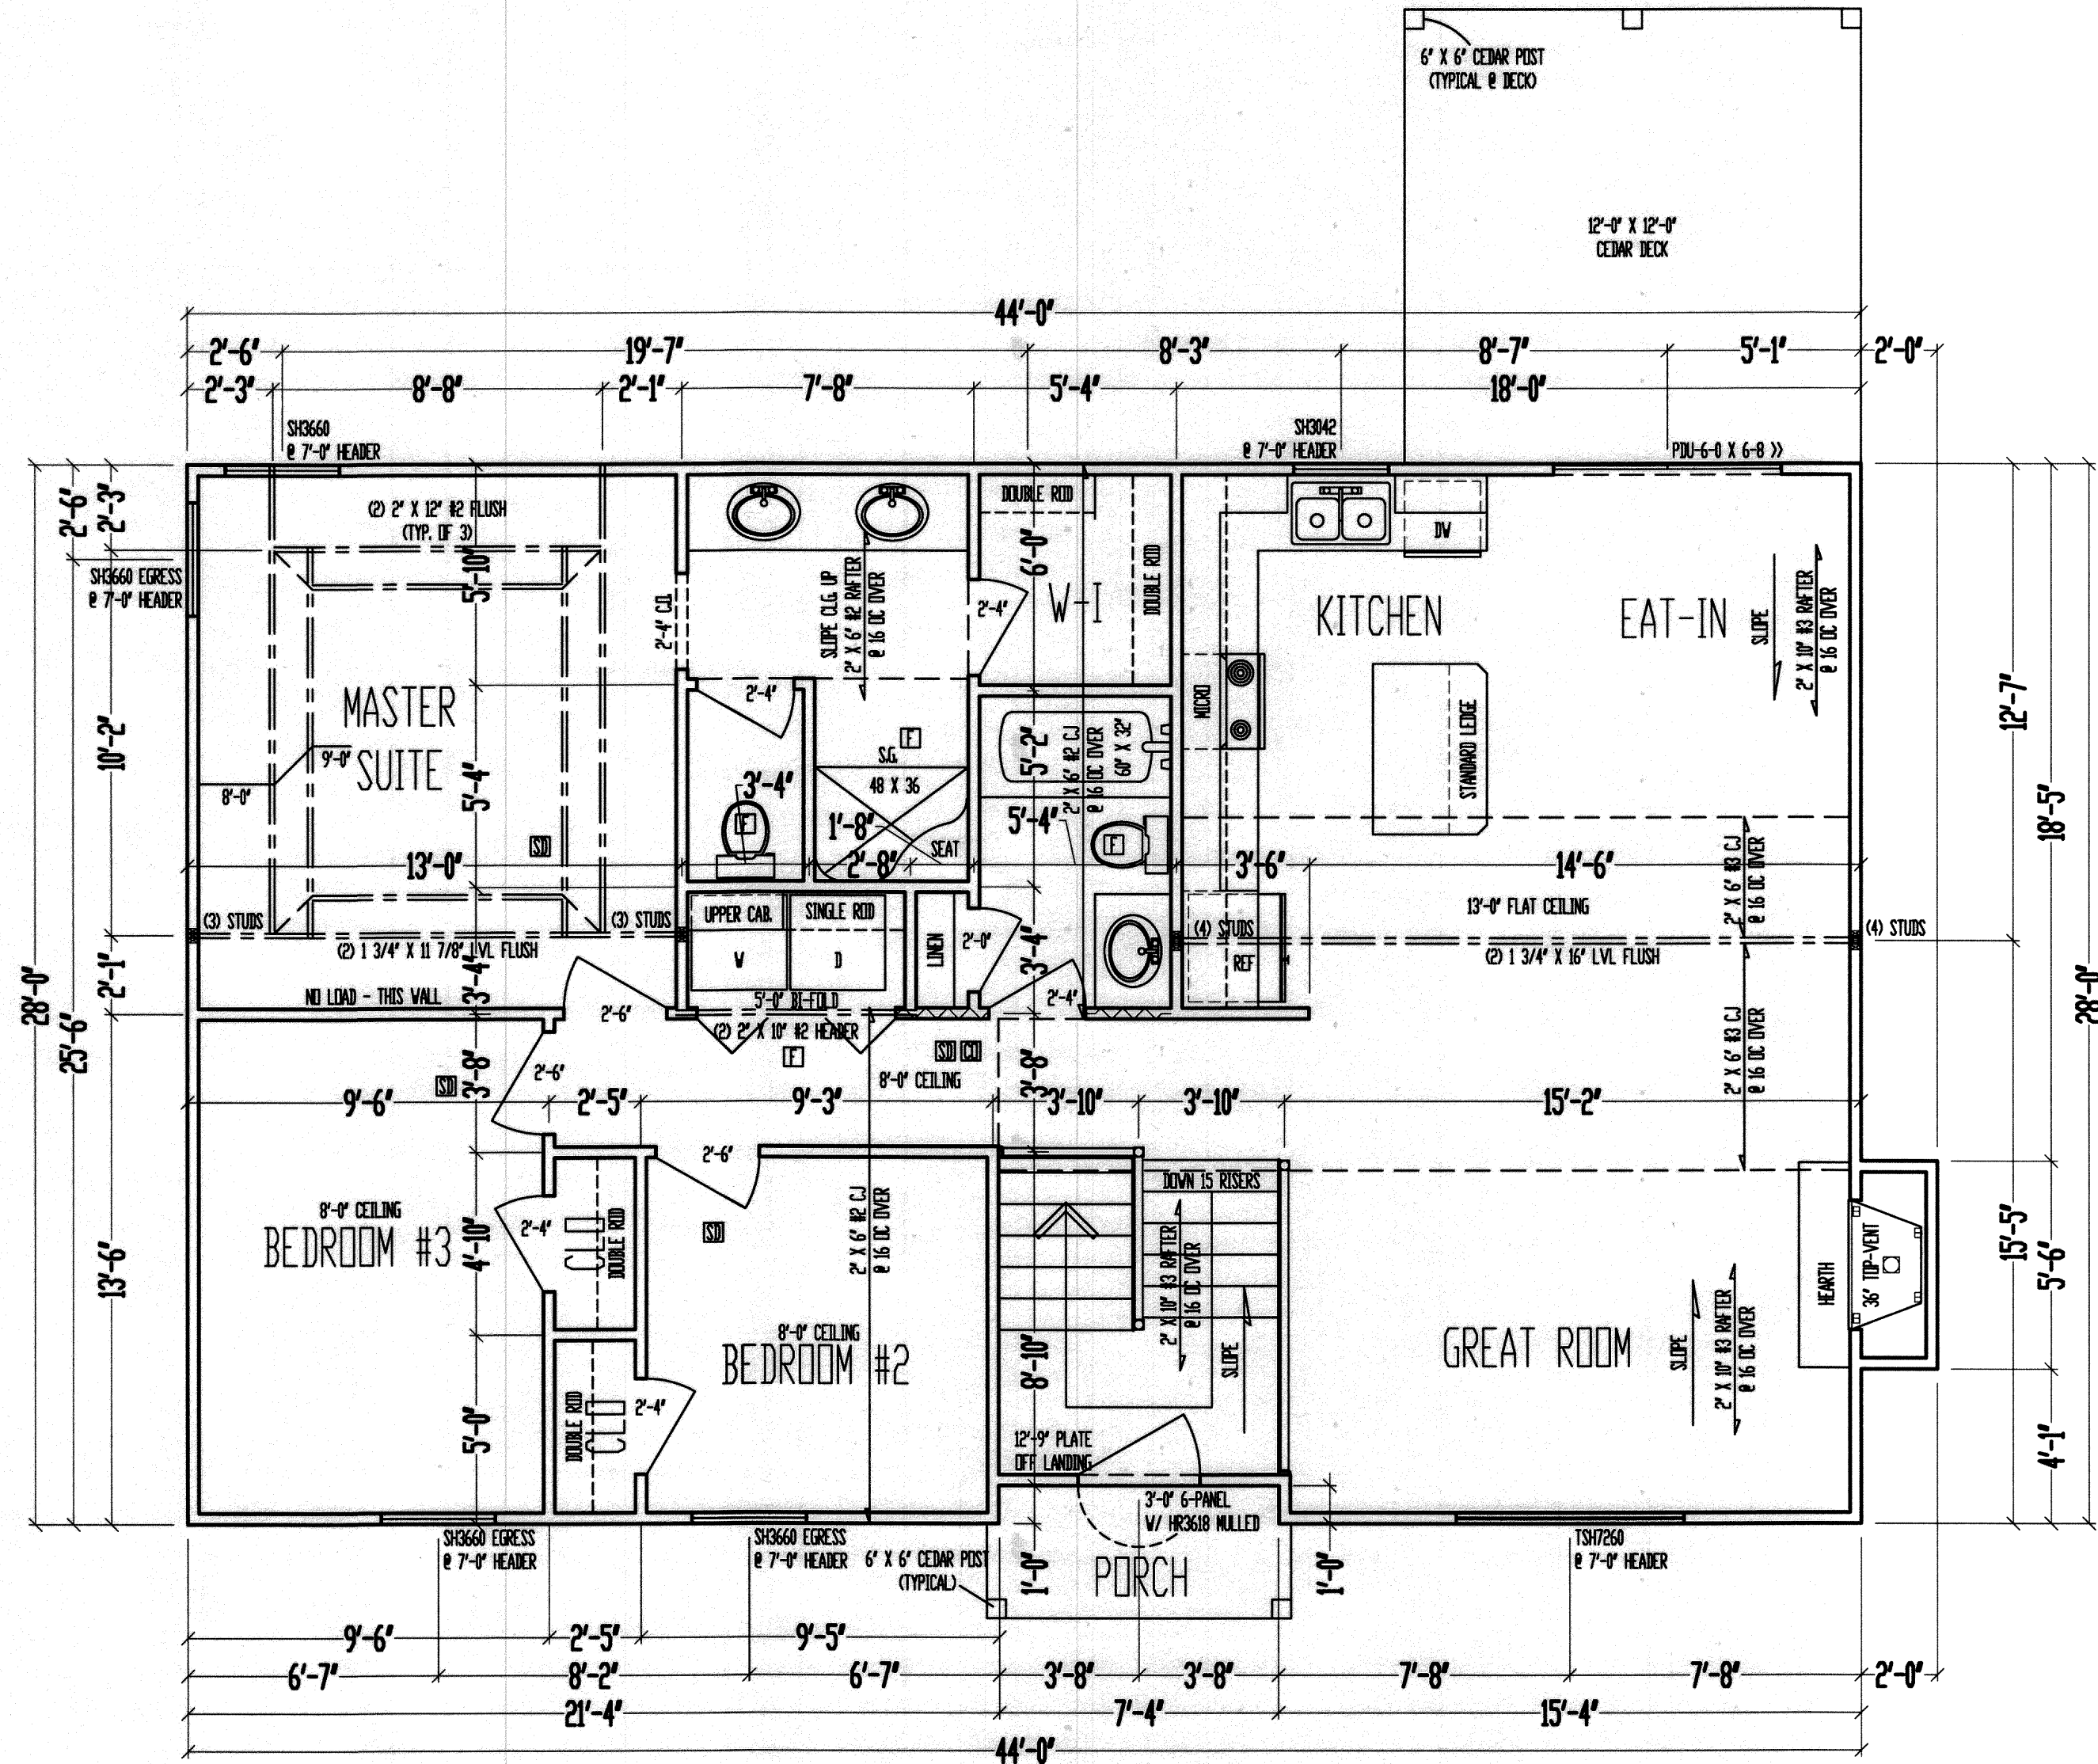 6" X 6" CEDAR POST
(TYPICAL @ DECK)
12'-0" X 12'-0"
CEDAR DECK
44'-0"
2'-6"
19'-7"
8'-3"
8'-7"
5'-1"
2'-0"
2'-3"
8'-8"
2'-1"
7'-8"
5'-4"
18'-0"
SH3660
@ 7'-0" HEADER
SH3042
@ 7'-0" HEADER
PDU-6-0 X 6-8 >>
2'-6"
2'-3"
SH3660 EGRESS
@ 7'-0" HEADER
(2) 2" X 12" #2 FLUSH
(TYP. OF 3)
5'-10"
2'-4" C.O.
SLOPE CLG. UP
2" X 6" #2 RAFTER
@ 16 OC OVER
DOUBLE ROD
6'-0"
W-I
DOUBLE ROD
2'-4"
DW
KITCHEN
EAT-IN
SLOPE
2" X 10" #3 RAFTER
@ 16 OC OVER
MASTER
SUITE
9'-0"
8'-0"
10'-2"
5'-4"
2'-4"
F
S.G.
48 X 36
3'-4"
F
1'-8"
SEAT
2'-8"
5'-2"
2" X 6" #2 CJ
@ 16 OC OVER
60" X 32"
5'-4"
F
MICRO
STANDARD LEDGE
12'-7"
18'-5"
SD
13'-0"
3'-6"
14'-6"
2" X 6" #3 CJ
@ 16 OC OVER
13'-0" FLAT CEILING
(3) STUDS
(3) STUDS
(4) STUDS
(4) STUDS
(2) 1 3/4" X 11 7/8" LVL FLUSH
(2) 1 3/4" X 16" LVL FLUSH
UPPER CAB.
SINGLE ROD
W
D
LINEN
2'-0"
3'-4"
REF
2'-1"
3'-4"
NO LOAD - THIS WALL
5'-0" BI-FOLD
(2) 2" X 10" #2 HEADER
2'-6"
2'-4"
28'-0"
25'-6"
28'-0"
F
SD
CO
8'-0" CEILING
3'-8"
3'-8"
2'-6"
SD
2" X 6" #3 CJ
@ 16 OC OVER
9'-6"
2'-5"
9'-3"
3'-10"
3'-10"
15'-2"
2'-6"
DOWN 15 RISERS
8'-0" CEILING
BEDROOM #3
4'-10"
2'-4"
DOUBLE ROD
SD
2" X 6" #2 CJ
@ 16 OC OVER
2" X 10" #3 RAFTER
@ 16 OC OVER
SLOPE
13'-6"
15'-5"
5'-6"
HEARTH
36" TOP-VENT
8'-0" CEILING
BEDROOM #2
8'-10"
GREAT ROOM
SLOPE
2" X 10" #3 RAFTER
@ 16 OC OVER
5'-0"
DOUBLE ROD
2'-4"
12'-9" PLATE
OFF LANDING
4'-1"
3'-0" 6-PANEL
W/ HR3618 MULLED
SH3660 EGRESS
@ 7'-0" HEADER
SH3660 EGRESS
@ 7'-0" HEADER
6" X 6" CEDAR POST
(TYPICAL)
1'-0"
PORCH
1'-0"
TSH7260
@ 7'-0" HEADER
9'-6"
2'-5"
9'-5"
6'-7"
8'-2"
6'-7"
3'-8"
3'-8"
7'-8"
7'-8"
2'-0"
21'-4"
7'-4"
15'-4"
44'-0"